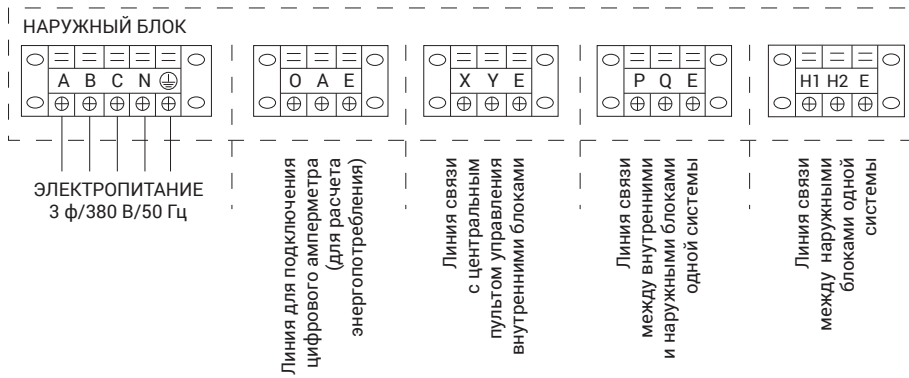 НАРУЖНЫЙ БЛОК
A B C N
O A E
X Y E
P Q E
H1 H2 E
ЭЛЕКТРОПИТАНИЕ
3 ф/380 В/50 Гц
Линия для подключения
цифрового амперметра
(для расчета
энергопотребления)
Линия связи
с центральным
пультом управления
внутренними блоками
Линия связи
между внутренними
и наружными блоками
одной системы
Линия связи
между наружными
блоками одной
системы